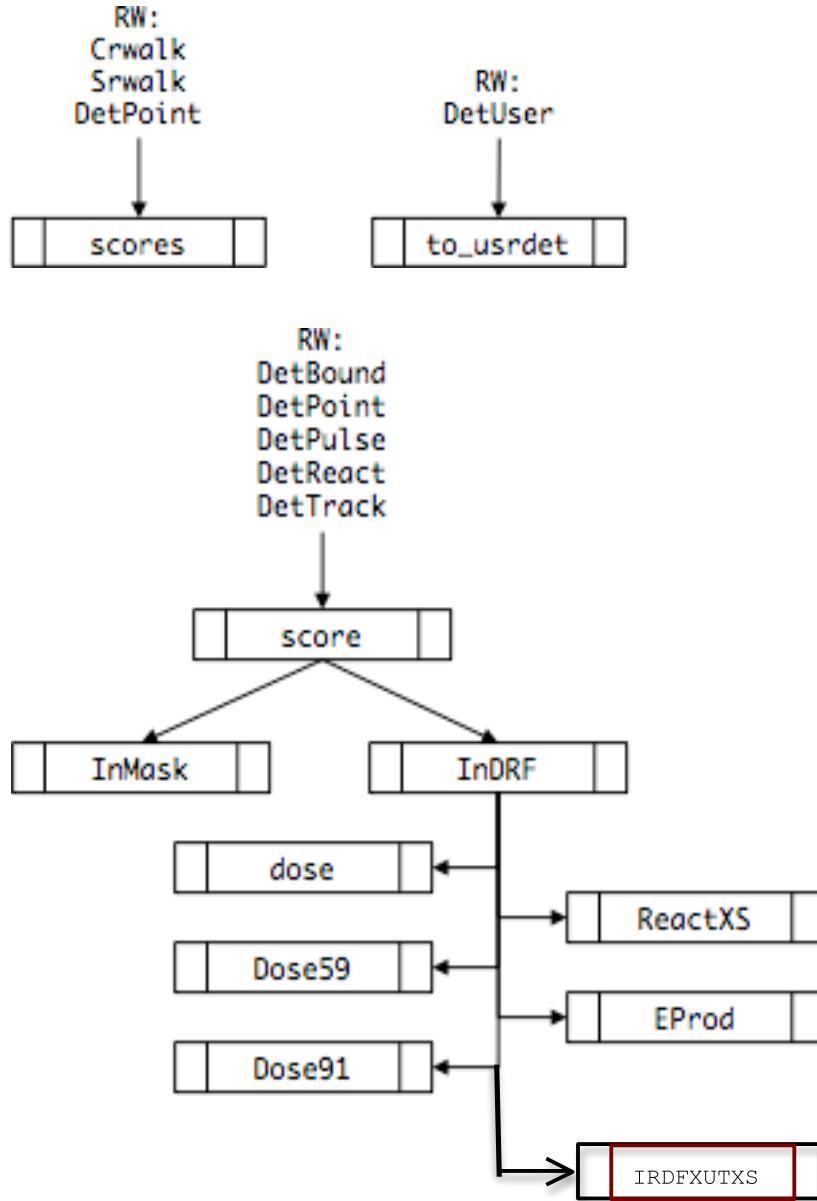 RW:
Crwalk
Srwalk
DetPoint
RW:
DetUser
scores
to_usrdet
RW:
DetBound
DetPoint
DetPulse
DetReact
DetTrack
score
InMask
InDRF
dose
ReactXS
Dose59
EProd
Dose91
IRDFXUTXS